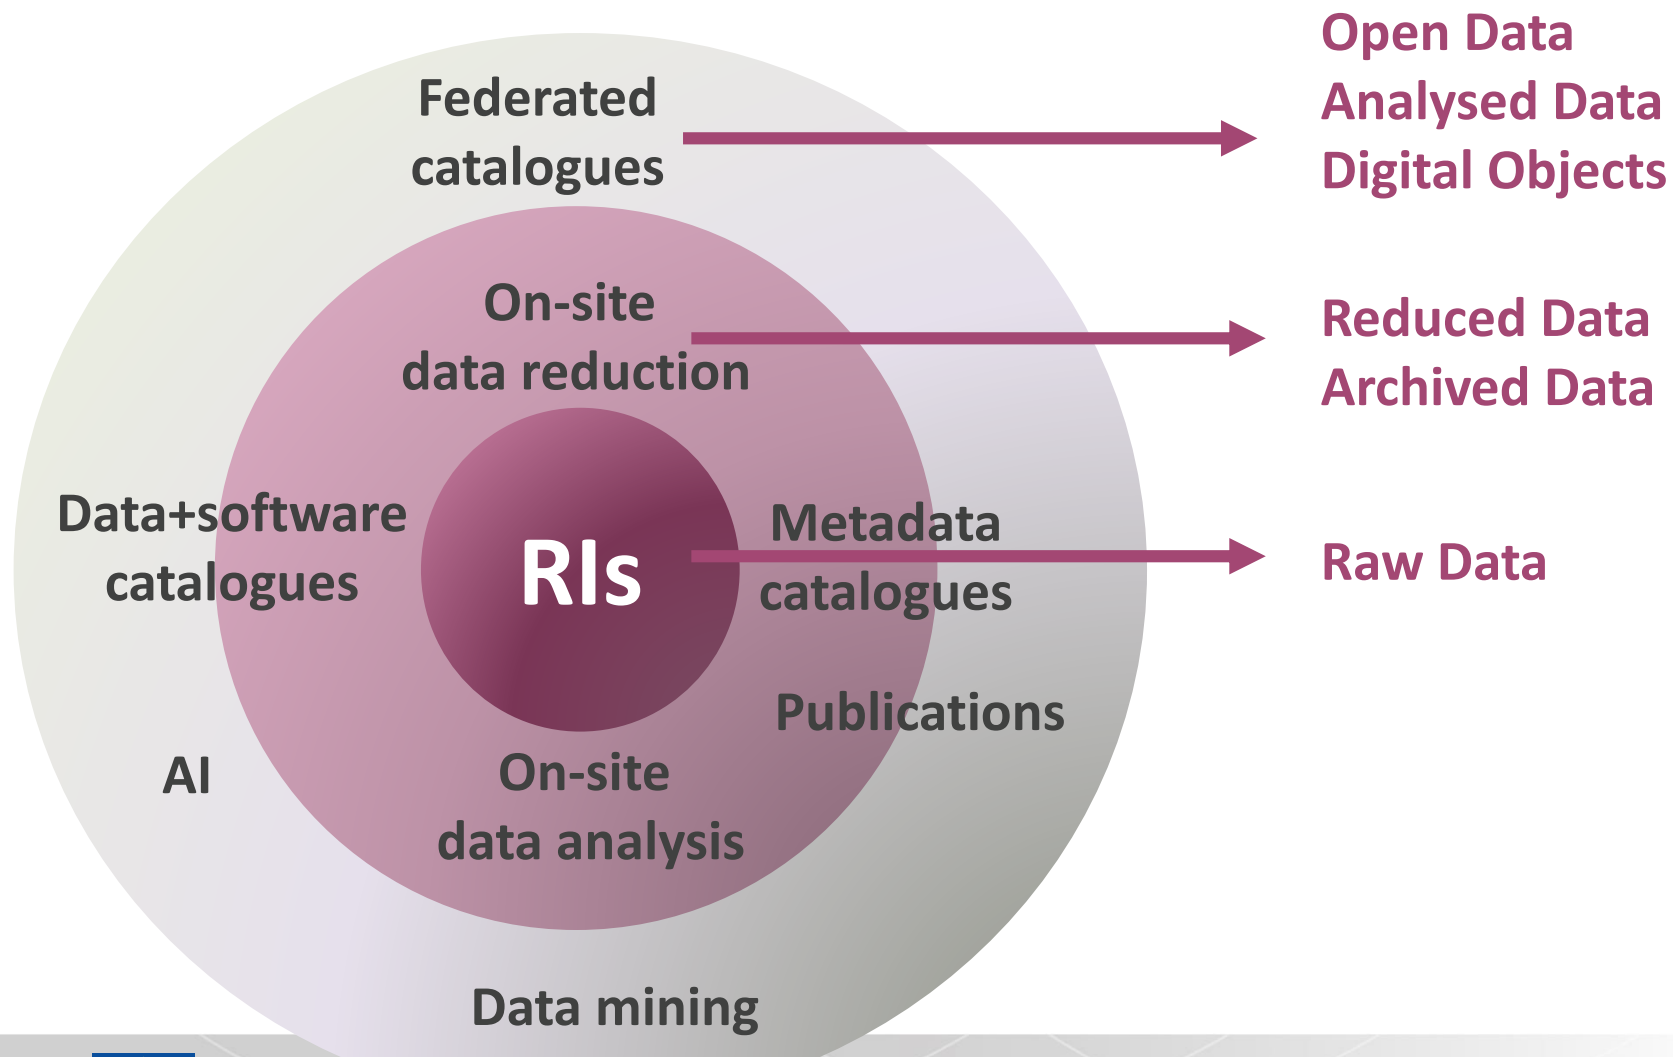 Open Data
Analysed Data
Digital Objects
Federated
catalogues
On-site
data reduction
Reduced Data
Archived Data
Data+software
catalogues
RIs
Metadata
catalogues
Raw Data
Publications
AI
On-site
data analysis
Data mining